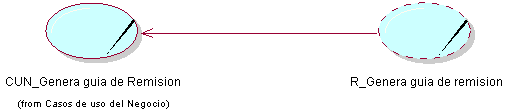 CUN_Genera guia de Remision
R_Genera guia de remision
(from Casos de uso del Negocio)